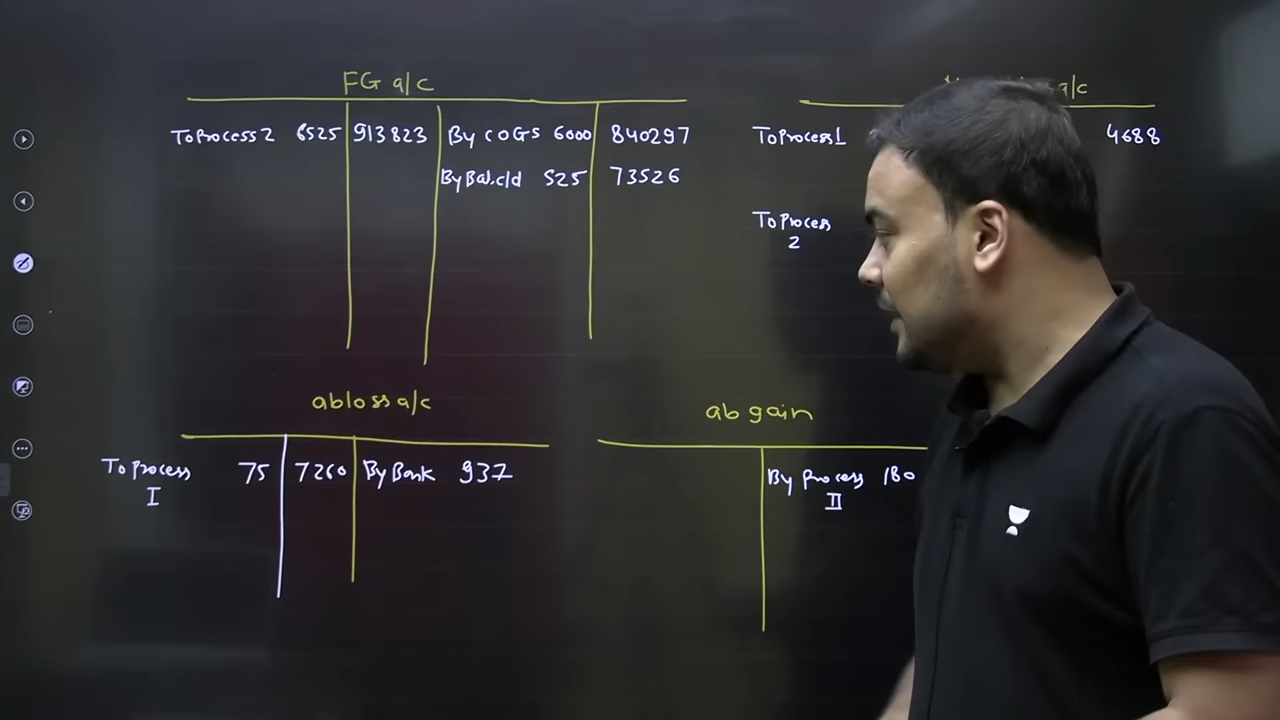 FG a/c
a/c
To Process 2 6525 913823 By COGS 6000 840297
By Bal. c/d 525 73526
To Process 1 4688
To Process
2
ab loss a/c
ab gain
To Process 75 7260 By Bank 937
I
By Process 180
II